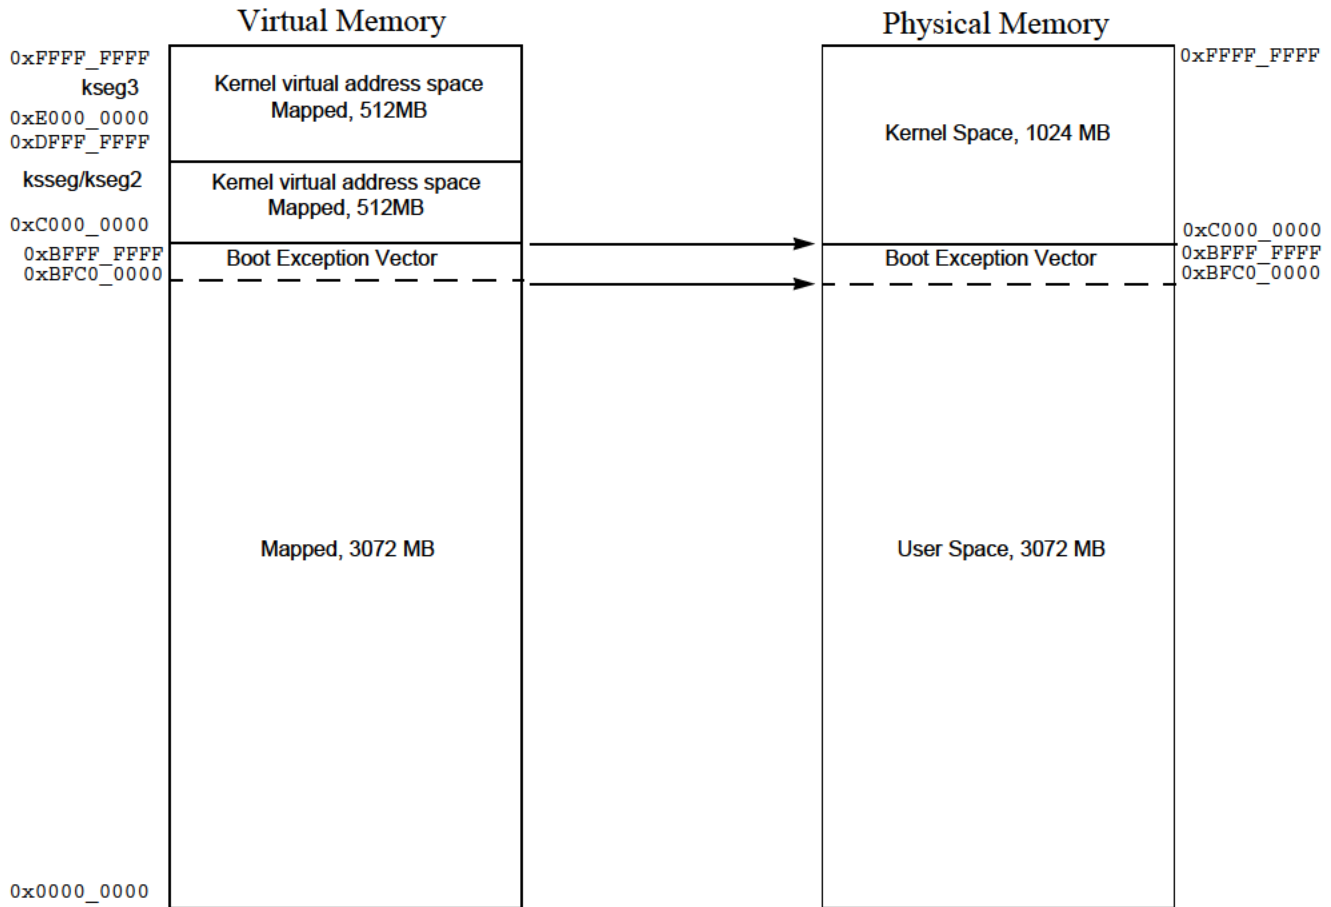 Virtual Memory
Physical Memory
0xFFFF_FFFF
kseg3
0xE000_0000
0xDFFF_FFFF
ksseg/kseg2
0xC000_0000
0xBFFF_FFFF
0xBFC0_0000
0x0000_0000
Kernel virtual address space
Mapped, 512MB
Kernel virtual address space
Mapped, 512MB
Boot Exception Vector
Mapped, 3072 MB
Kernel Space, 1024 MB
Boot Exception Vector
User Space, 3072 MB
0xFFFF_FFFF
0xC000_0000
0xBFFF_FFFF
0xBFC0_0000